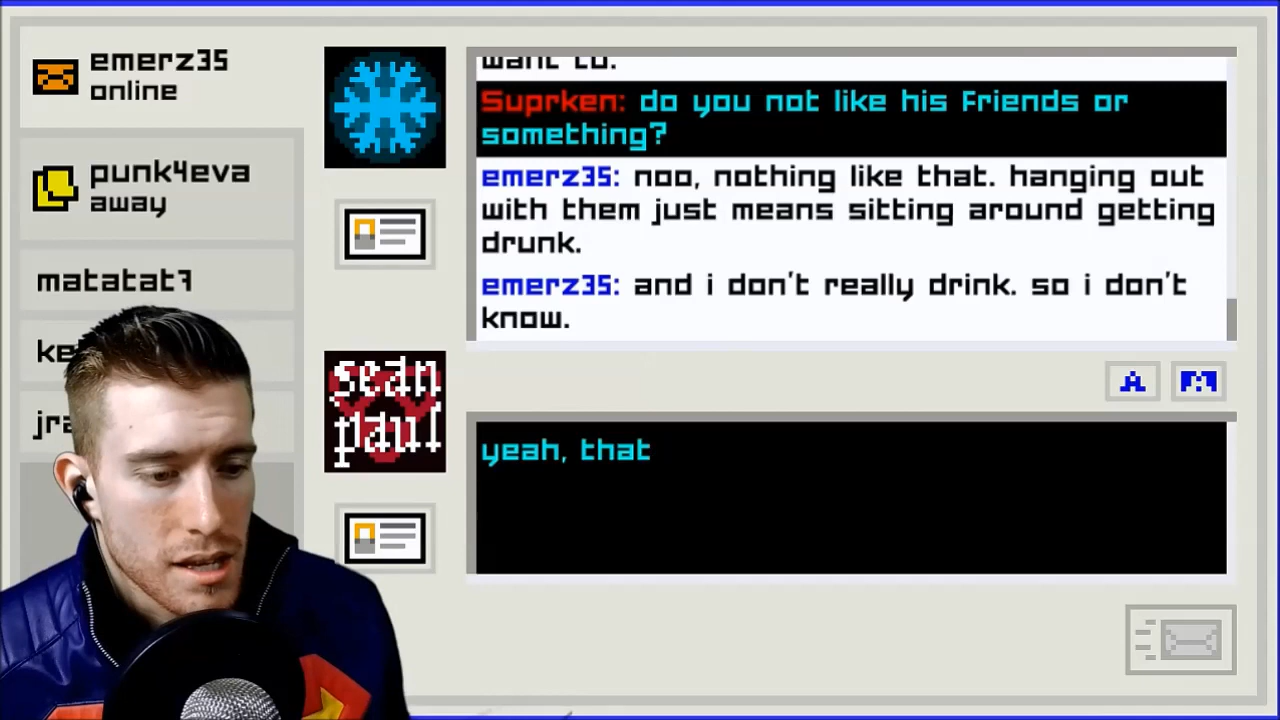 emerz35
online
punk4eva
away
matatat7
want to.
Suprken: do you not like his friends or
something?
emerz35: noo, nothing like that. hanging out
with them just means sitting around getting
drunk.
emerz35: and i don't really drink. so i don't
know.
sean
paul
A
yeah, that